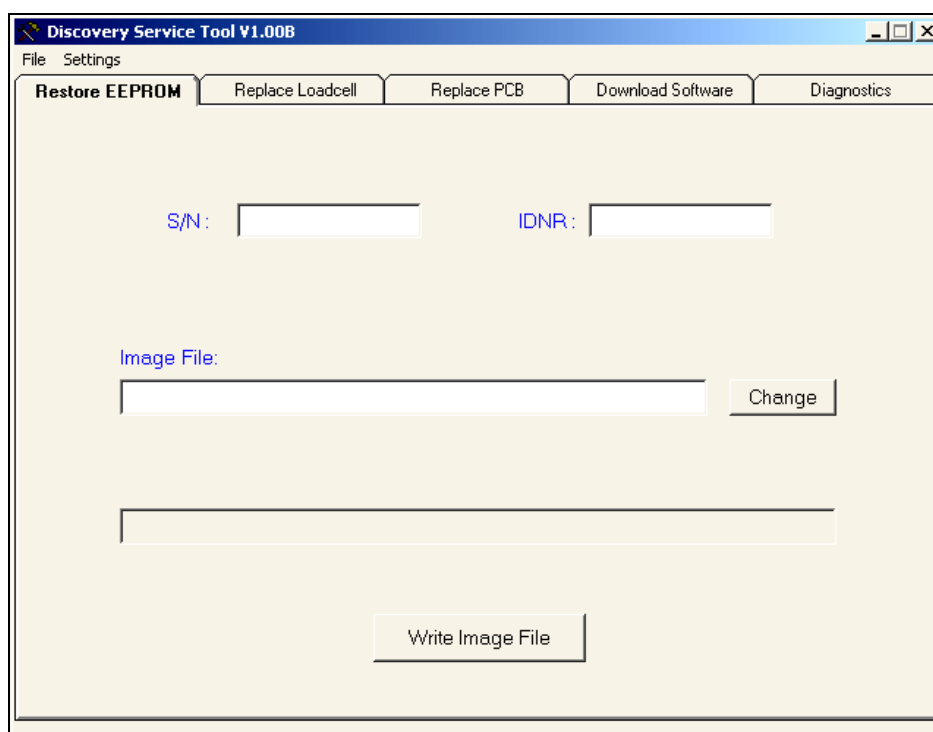 Discovery Service Tool V1.00B
File Settings
Restore EEPROM Replace Loadcell Replace PCB Download Software Diagnostics
S/N : IDNR :
Image File:
Change
Write Image File